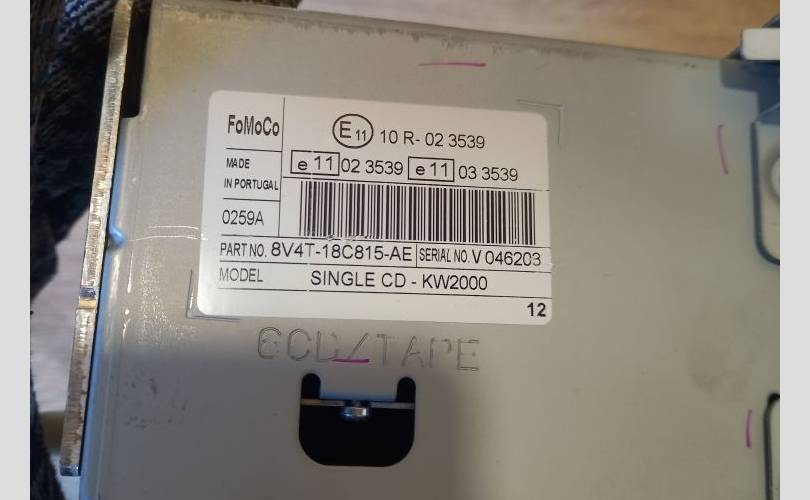 FoMoCo
E11 10 R- 02 3539
MADE
IN PORTUGAL
e 11 02 3539 e 11 03 3539
0259A
PART NO. 8V4T-18C815-AE SERIAL NO. V 046203
MODEL SINGLE CD - KW2000
12
6CD/TAPE